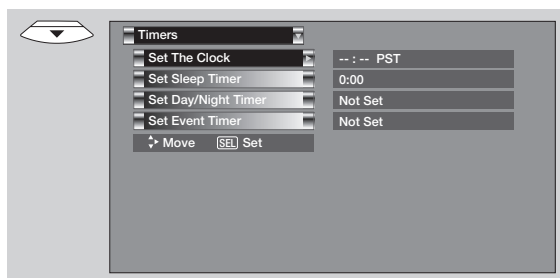 Timers
Set The Clock -- : -- PST
Set Sleep Timer 0:00
Set Day/Night Timer Not Set
Set Event Timer Not Set
Move SEL Set